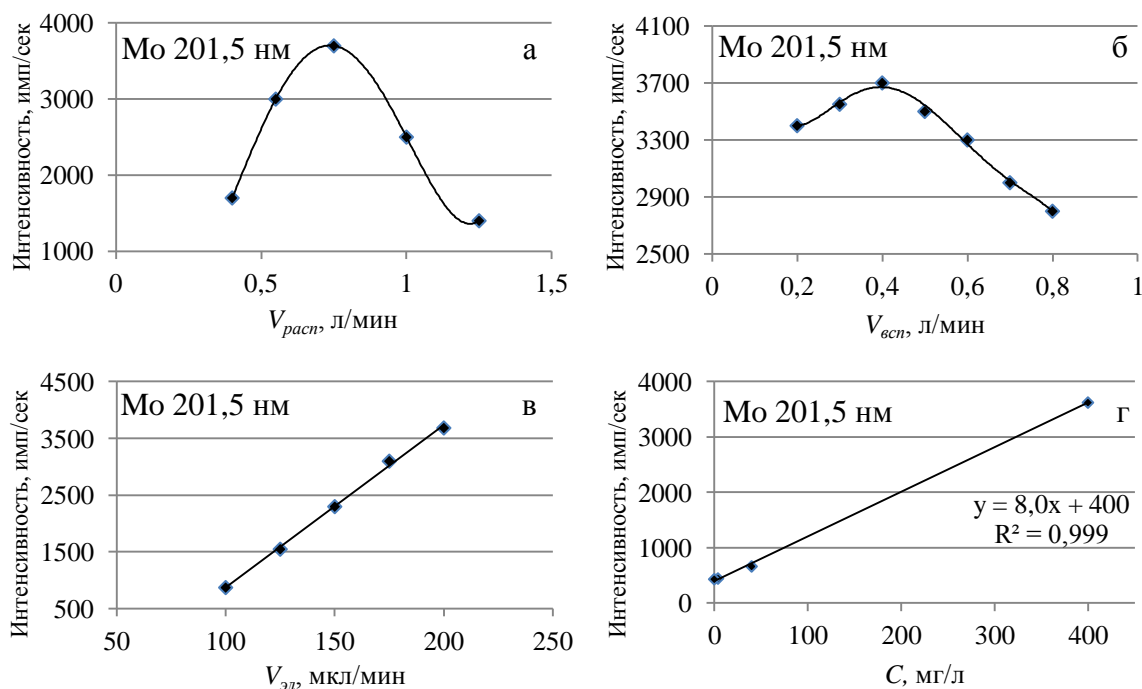 Интенсивность, имп/сек
4000
3000
2000
1000
Mo 201,5 нм
а
0
0,5
1
1,5
Vрасп, л/мин
Интенсивность, имп/сек
4100
3700
3300
2900
2500
Mo 201,5 нм
б
0
0,2
0,4
0,6
0,8
1
Vвсп, л/мин
Интенсивность, имп/сек
4500
3500
2500
1500
500
Mo 201,5 нм
в
50
100
150
200
250
Vэл, мкл/мин
Интенсивность, имп/сек
4000
3000
2000
1000
0
Mo 201,5 нм
г
y = 8,0x + 400
R² = 0,999
0
100
200
300
400
C, мг/л